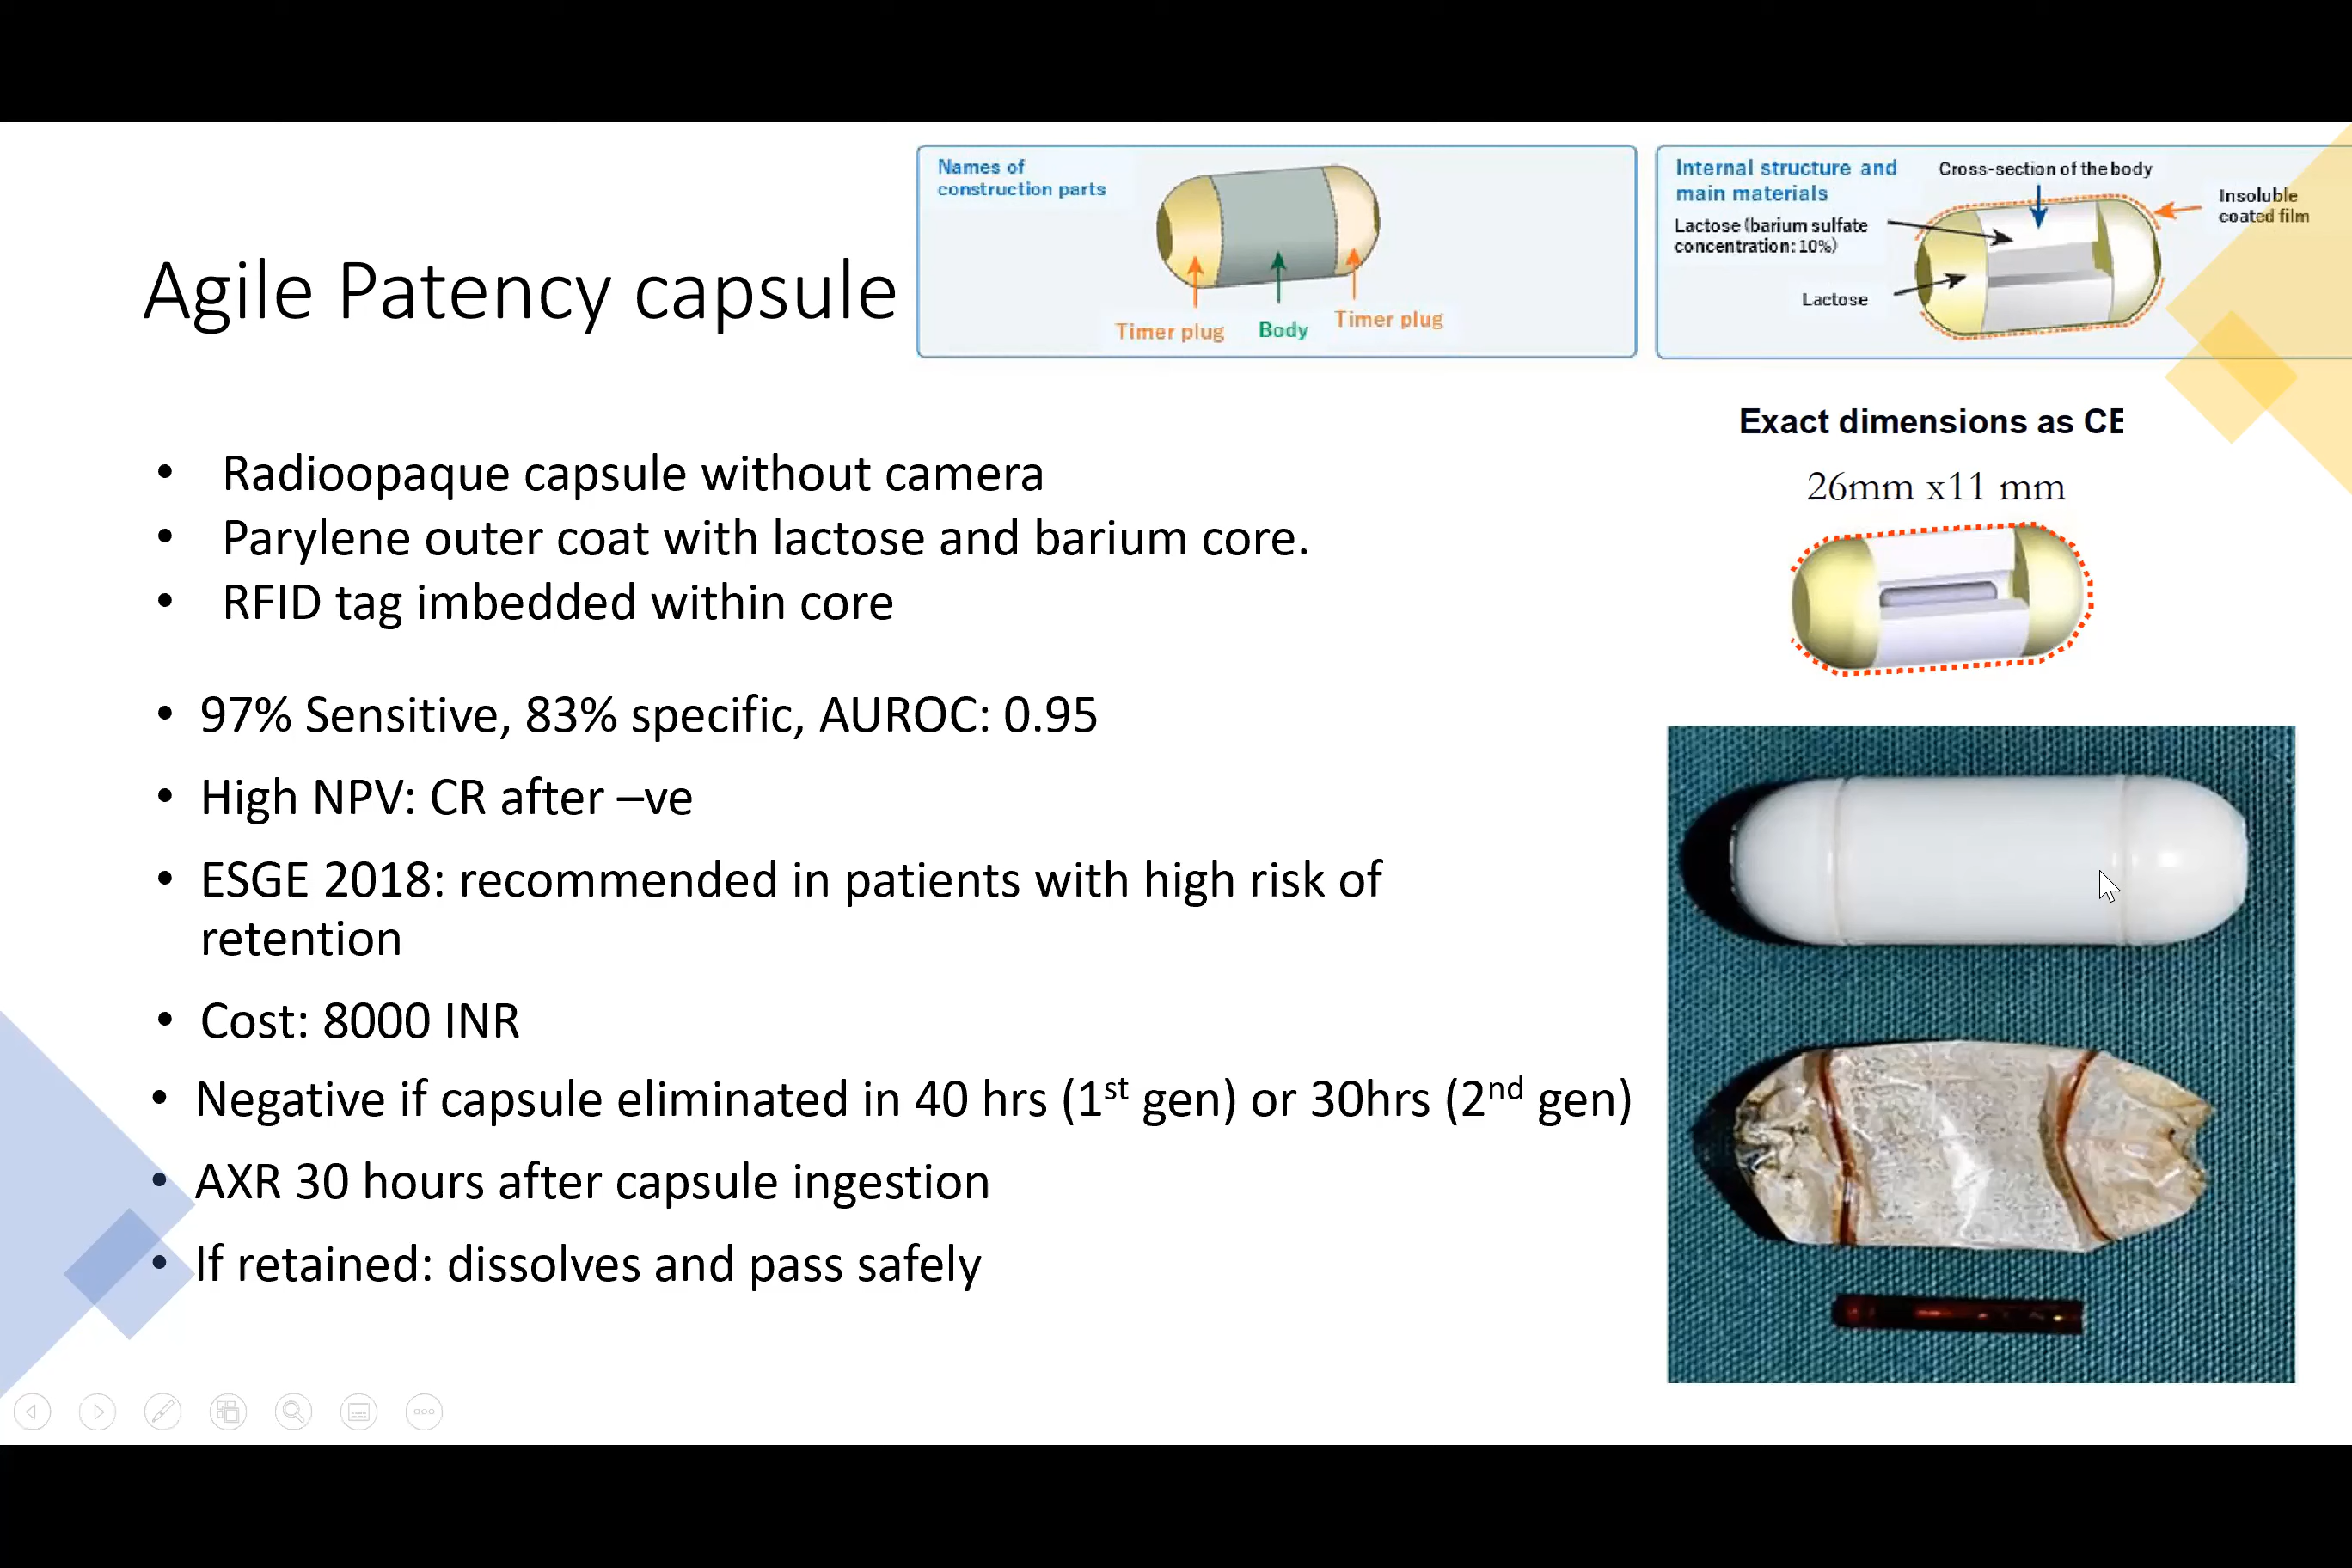 Names of
construction parts
Timer plug
Body
Timer plug
Internal structure and
main materials
Cross-section of the body
Insoluble
coated film
Lactose (barium sulfate
concentration: 10%)
Lactose
Agile Patency capsule
Exact dimensions as CE
26mm x11 mm
• Radioopaque capsule without camera
• Parylene outer coat with lactose and barium core.
• RFID tag imbedded within core
• 97% Sensitive, 83% specific, AUROC: 0.95
• High NPV: CR after –ve
• ESGE 2018: recommended in patients with high risk of
retention
• Cost: 8000 INR
• Negative if capsule eliminated in 40 hrs (1st gen) or 30hrs (2nd gen)
• AXR 30 hours after capsule ingestion
• If retained: dissolves and pass safely